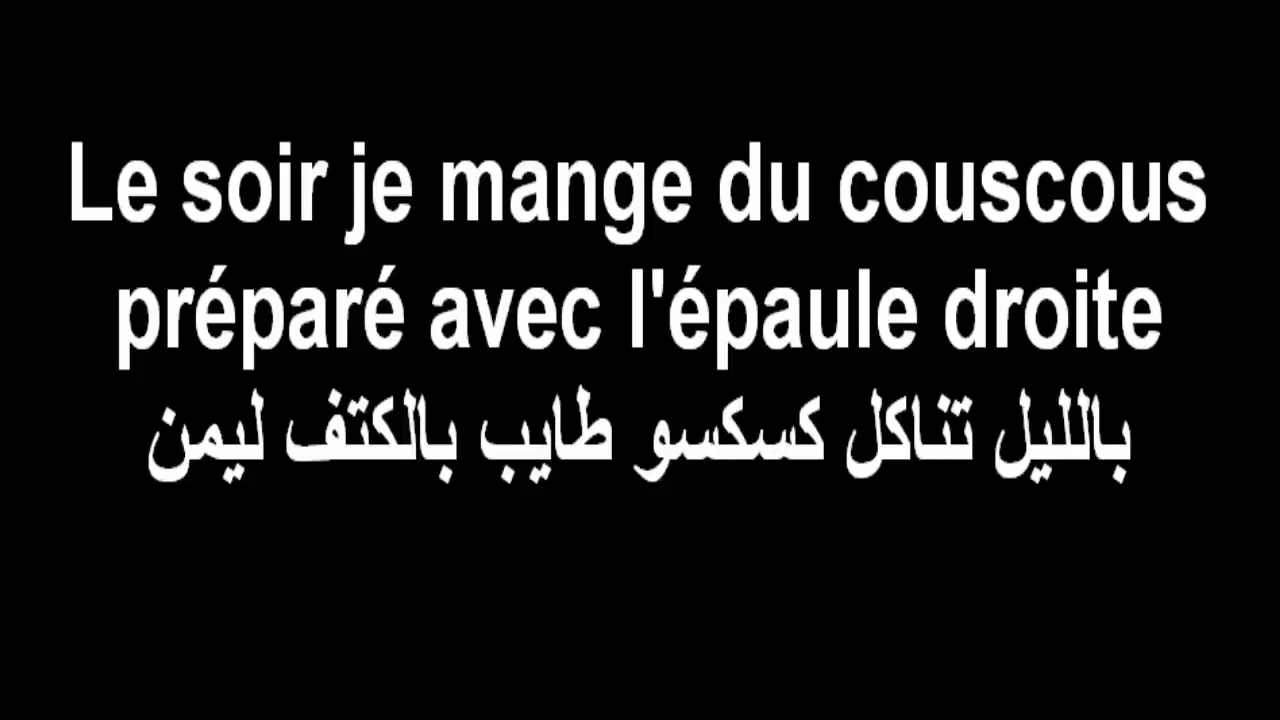 Le soir je mange du couscous
préparé avec l'épaule droite
بالليل تناكل كسكسو طايب بالكتف ليمن